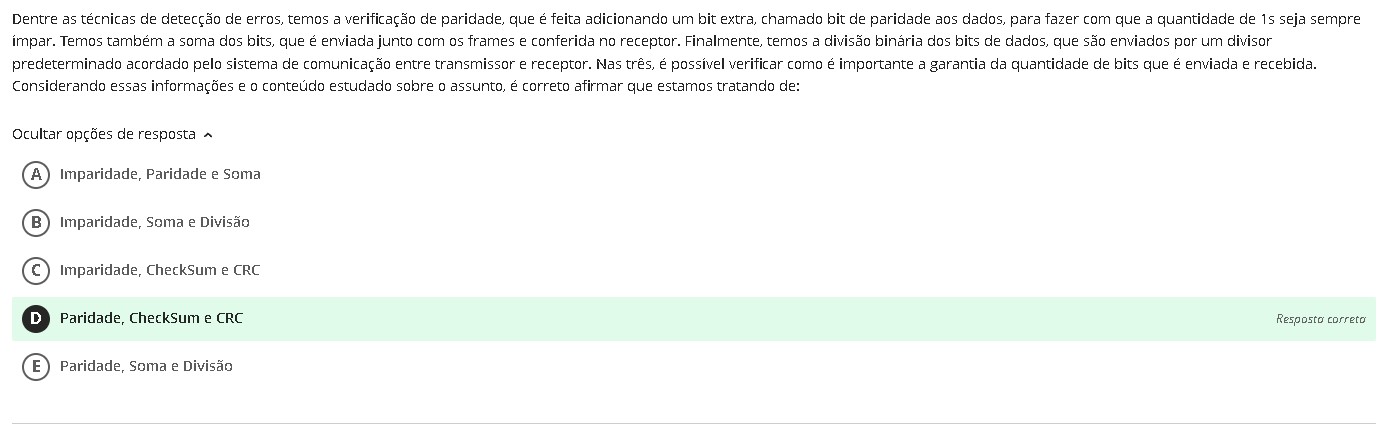 Dentre as técnicas de detecção de erros, temos a verificação de paridade, que é feita adicionando um bit extra, chamado bit de paridade aos dados, para fazer com que a quantidade de 1s seja sempre
ímpar. Temos também a soma dos bits, que é enviada junto com os frames e conferida no receptor. Finalmente, temos a divisão binária dos bits de dados, que são enviados por um divisor
predeterminado acordado pelo sistema de comunicação entre transmissor e receptor. Nas três, é possível verificar como é importante a garantia da quantidade de bits que é enviada e recebida.
Considerando essas informações e o conteúdo estudado sobre o assunto, é correto afirmar que estamos tratando de:
Ocultar opções de resposta
A Imparidade, Paridade e Soma
B Imparidade, Soma e Divisão
C Imparidade, CheckSum e CRC
D Paridade, CheckSum e CRC Resposta correta
E Paridade, Soma e Divisão